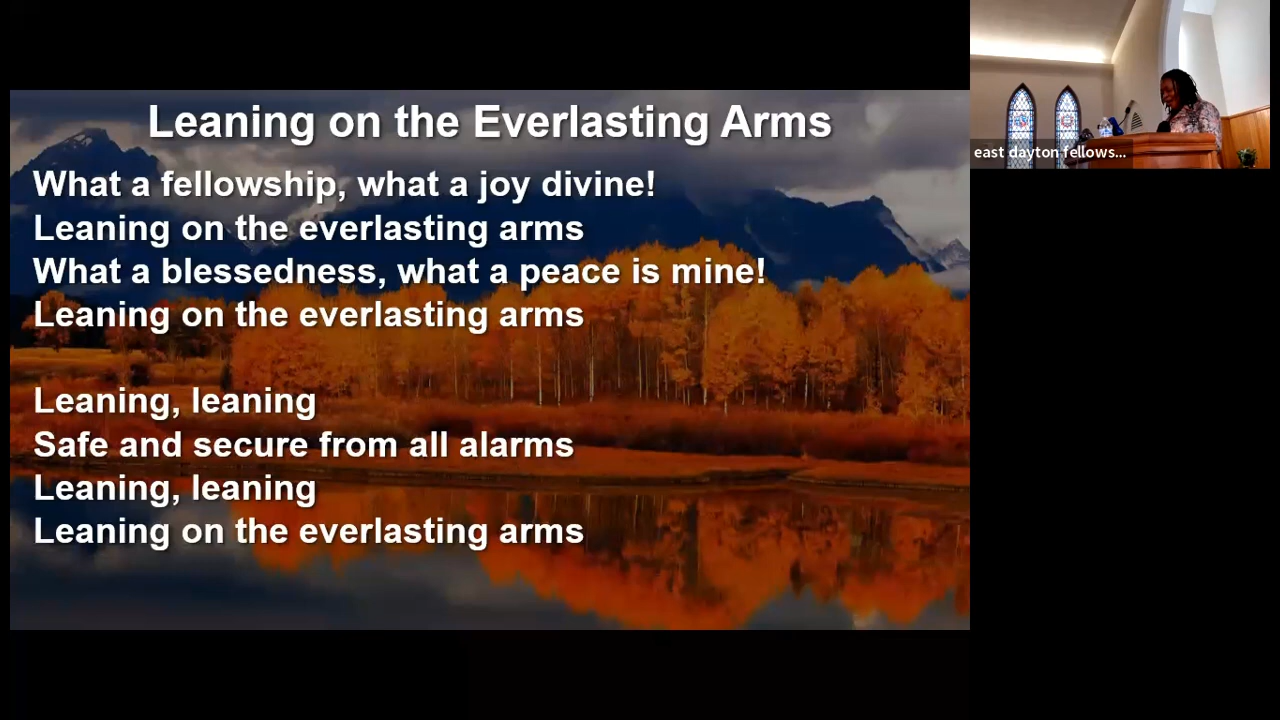 Leaning on the Everlasting Arms
What a fellowship, what a joy divine!
Leaning on the everlasting arms
What a blessedness, what a peace is mine!
Leaning on the everlasting arms
Leaning, leaning
Safe and secure from all alarms
Leaning, leaning
Leaning on the everlasting arms
east dayton fellows...